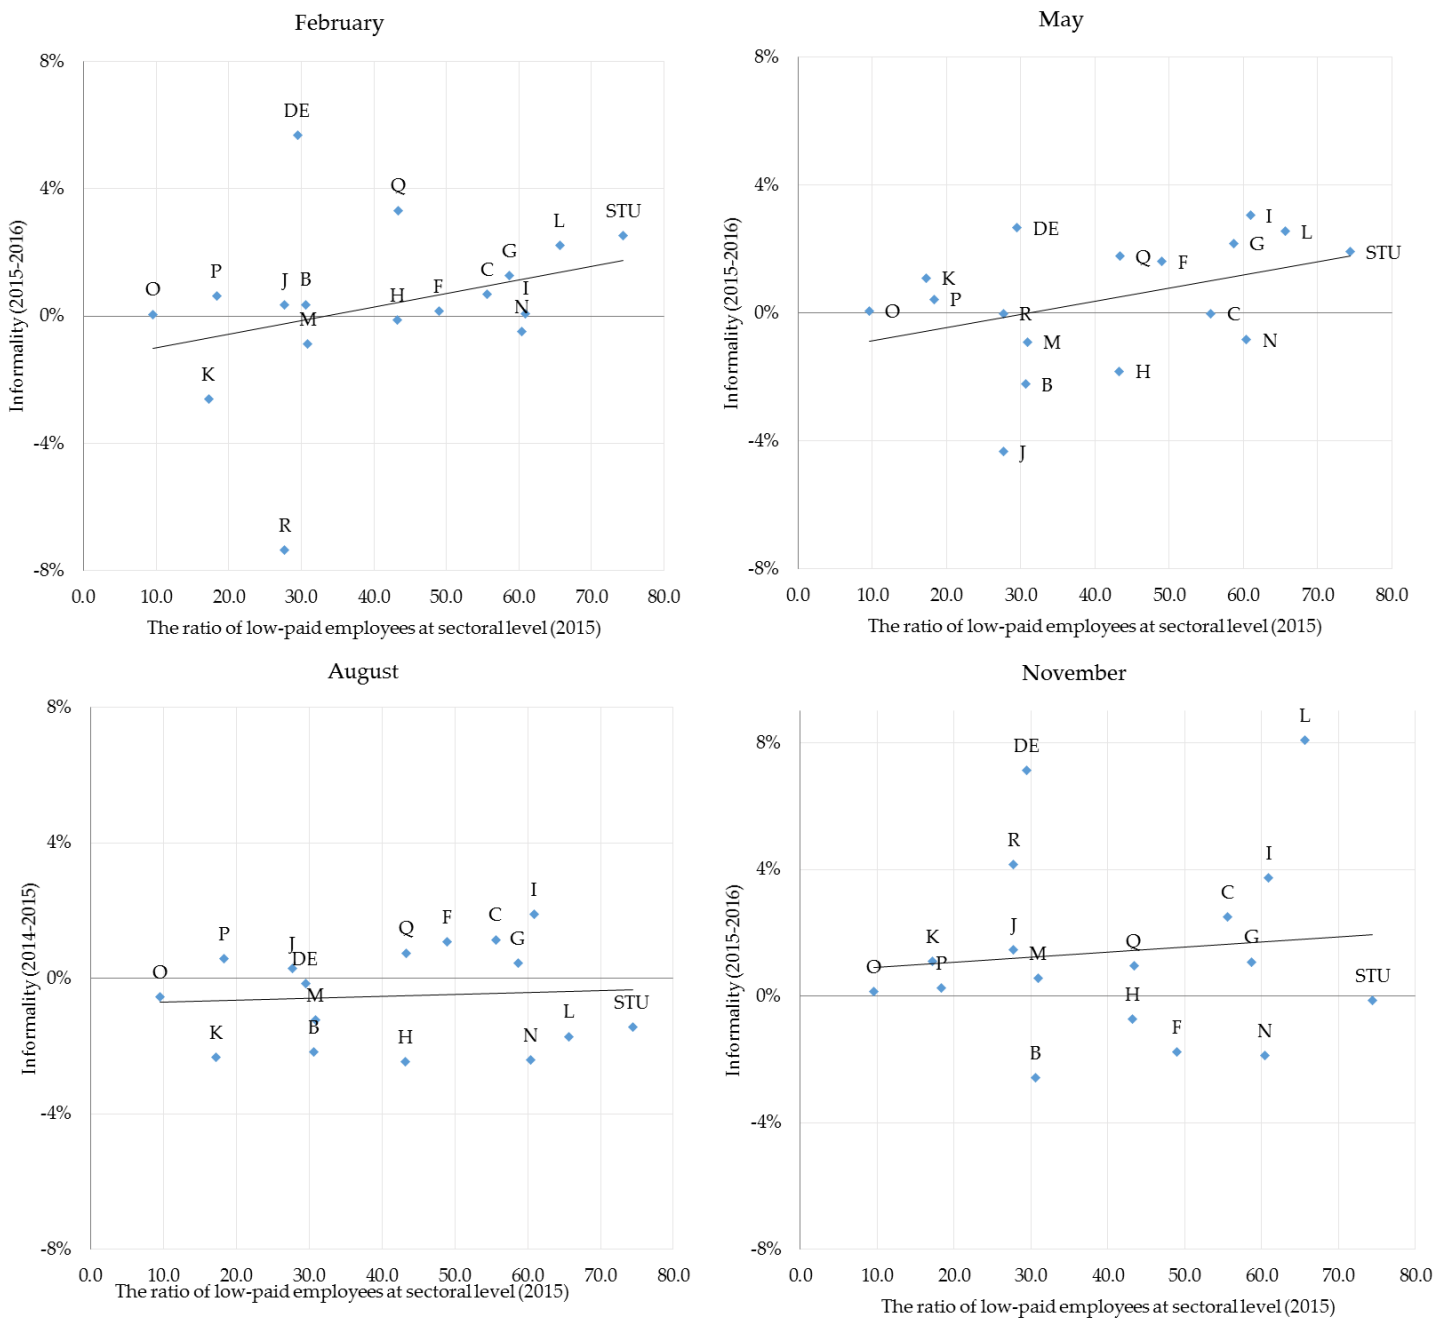 February
8%
4%
0%
-4%
-8%
Informality (2015-2016)
DE
Q
STU
L
G
C
P
J B
O
H
F
I
N
M
K
R
0.0 10.0 20.0 30.0 40.0 50.0 60.0 70.0 80.0
The ratio of low-paid employees at sectoral level (2015)
May
8%
4%
0%
-4%
-8%
Informality (2015-2016)
I
L
DE
G
STU
Q
F
K
P
O
R
C
M
N
H
B
J
0.0 10.0 20.0 30.0 40.0 50.0 60.0 70.0 80.0
The ratio of low-paid employees at sectoral level (2015)
August
8%
4%
0%
-4%
-8%
Informality (2014-2015)
I
F
C
Q
P
G
J
DE
O
M
STU
L
B
K
H
N
0.0 10.0 20.0 30.0 40.0 50.0 60.0 70.0 80.0
The ratio of low-paid employees at sectoral level (2015)
November
8%
4%
0%
-4%
-8%
Informality (2015-2016)
L
DE
R
I
C
J
K
Q
G
M
O
P
STU
H
F
N
B
0.0 10.0 20.0 30.0 40.0 50.0 60.0 70.0 80.0
The ratio of low-paid employees at sectoral level (2015)